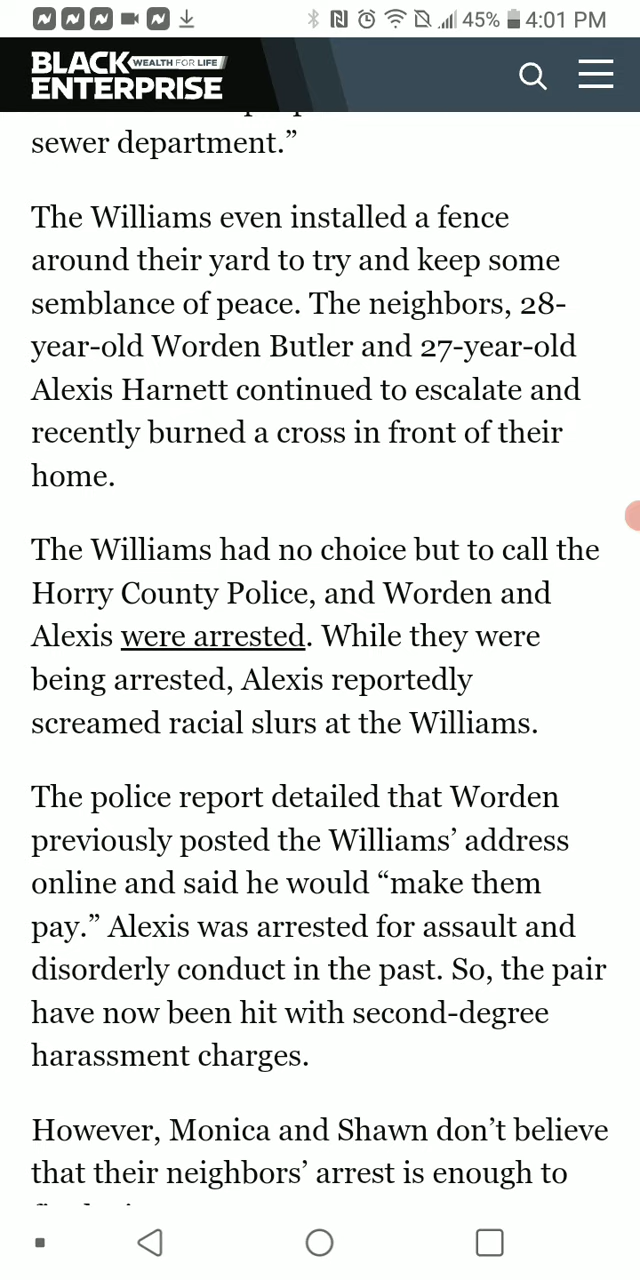 45% 4:01 PM
BLACK WEALTH FOR LIFE
ENTERPRISE
sewer department.”
The Williams even installed a fence
around their yard to try and keep some
semblance of peace. The neighbors, 28-
year-old Worden Butler and 27-year-old
Alexis Harnett continued to escalate and
recently burned a cross in front of their
home.
The Williams had no choice but to call the
Horry County Police, and Worden and
Alexis were arrested. While they were
being arrested, Alexis reportedly
screamed racial slurs at the Williams.
The police report detailed that Worden
previously posted the Williams’ address
online and said he would “make them
pay.” Alexis was arrested for assault and
disorderly conduct in the past. So, the pair
have now been hit with second-degree
harassment charges.
However, Monica and Shawn don’t believe
that their neighbors’ arrest is enough to